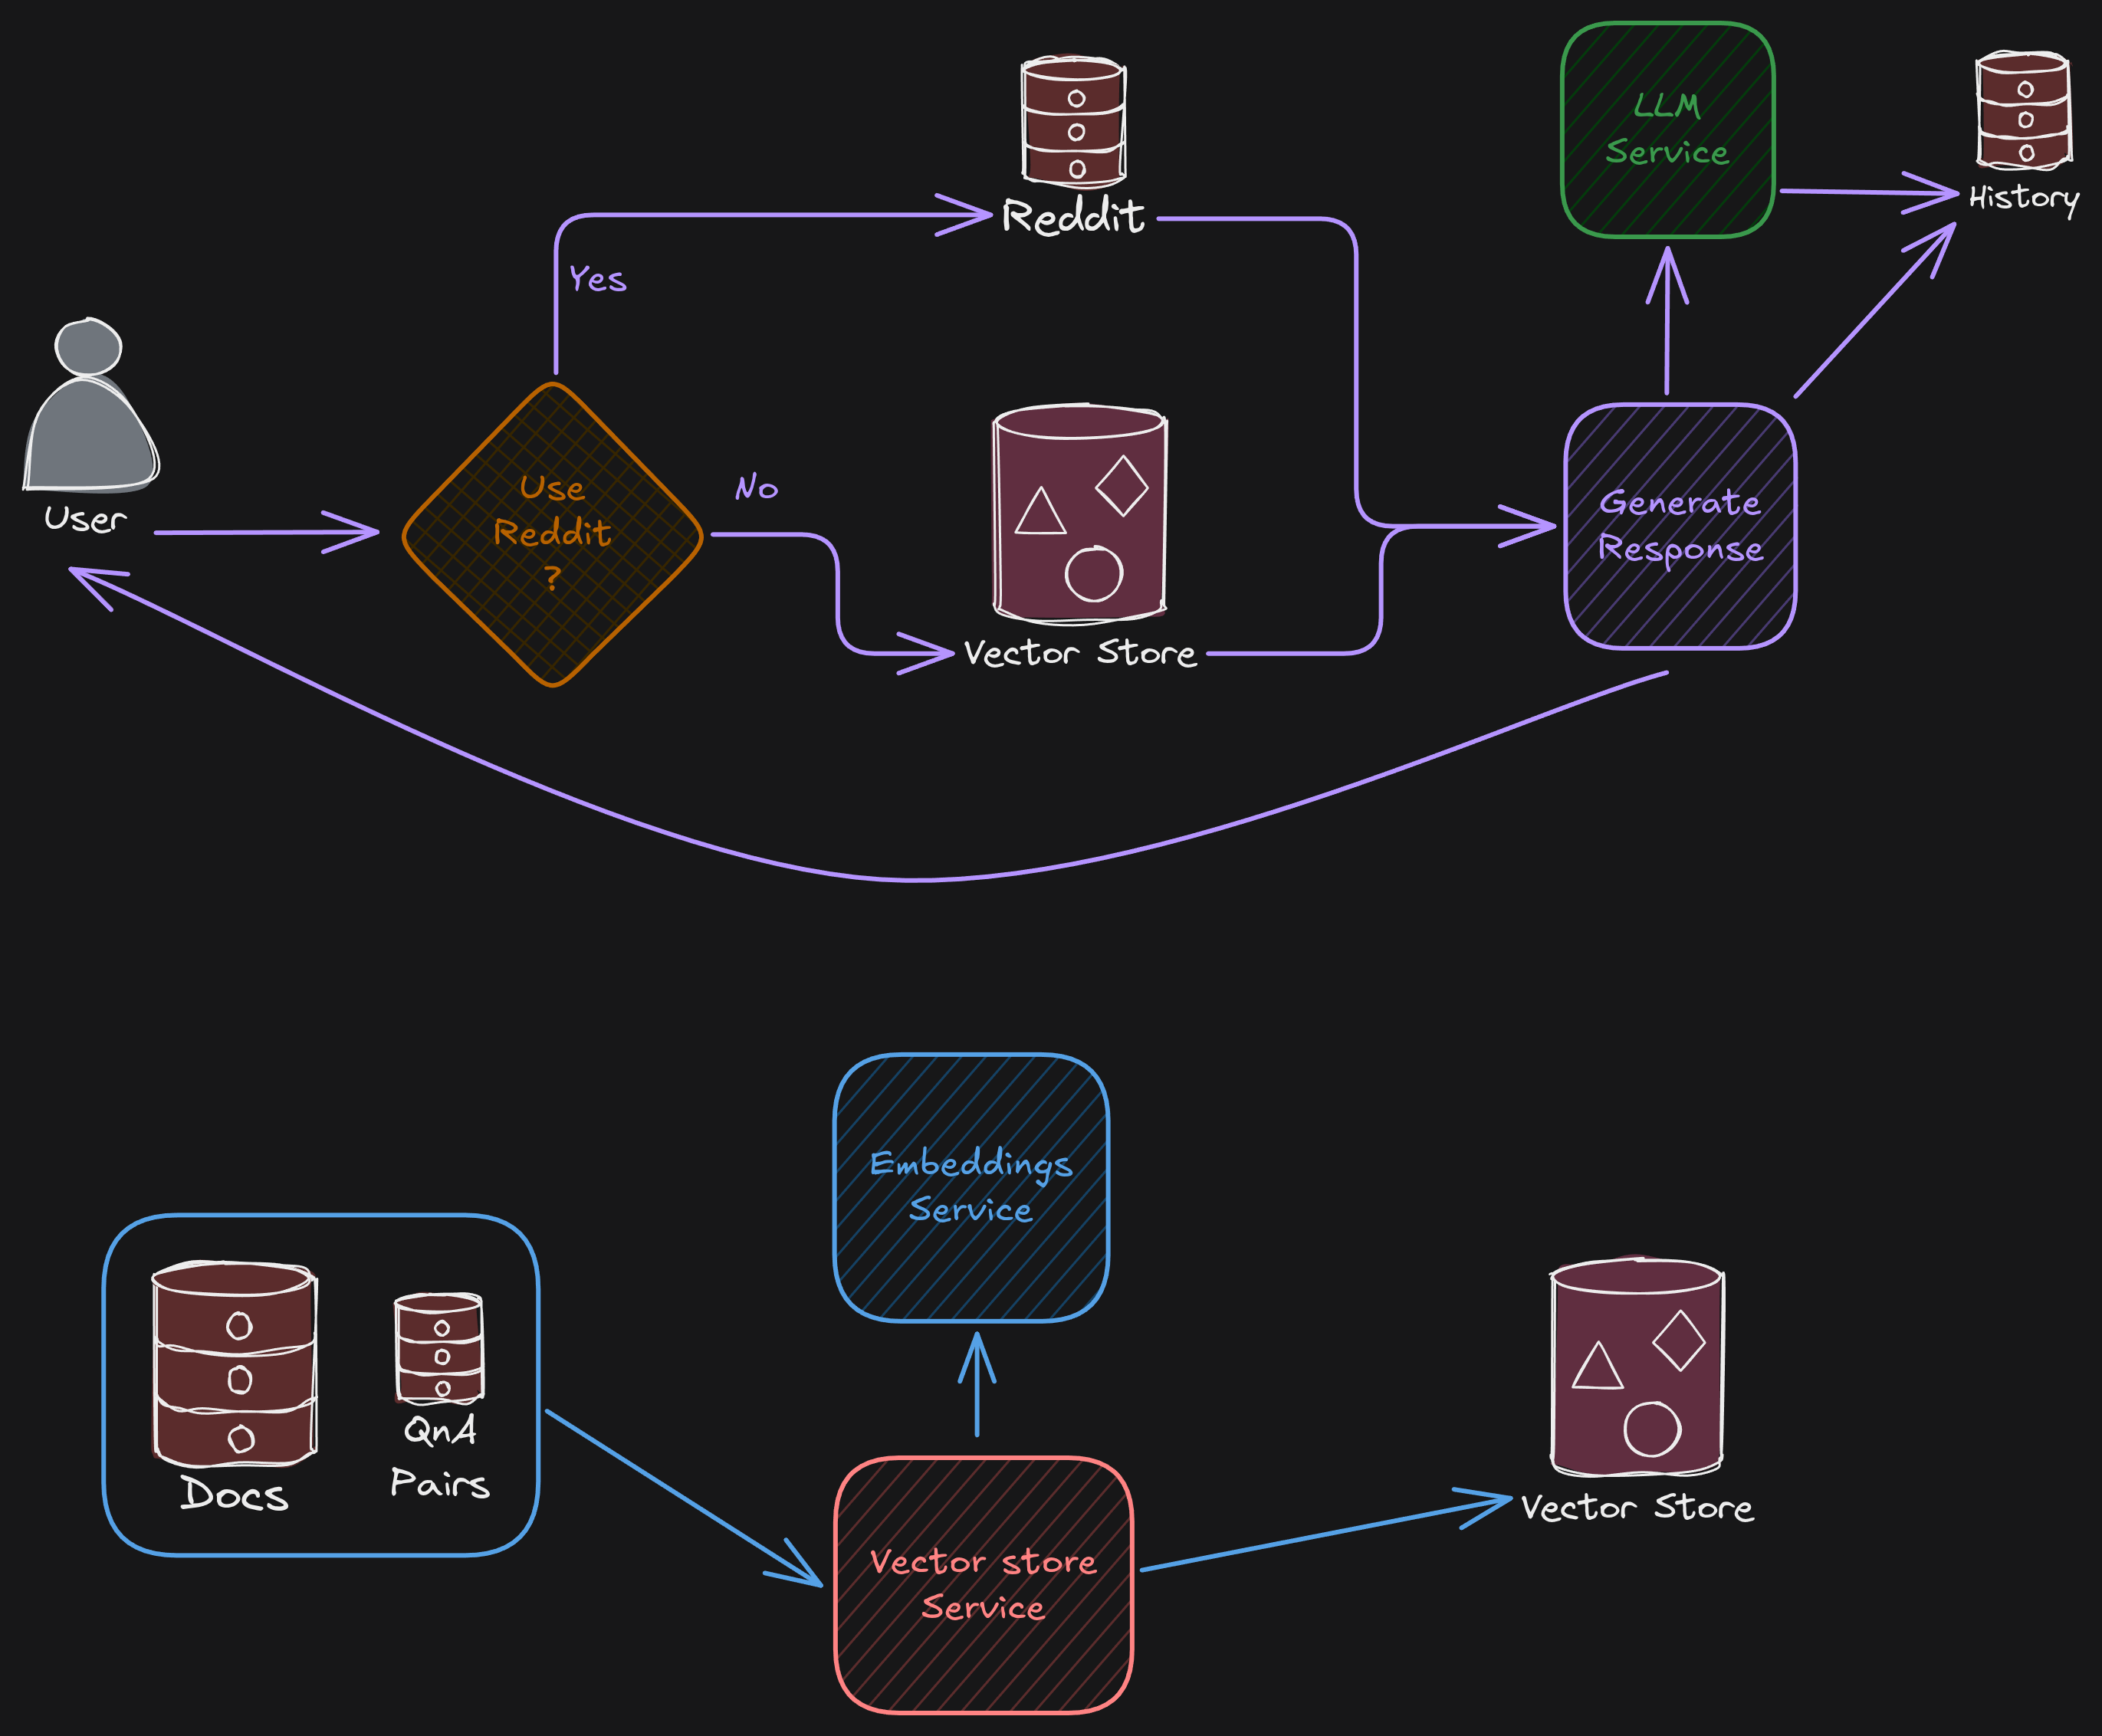 LLM
Service
History
Reddit
Yes
User
Use
Reddit
?
No
Vector Store
Generate
Response
Embeddings
Service
Docs
QnA
Pairs
Vector store
Service
Vector Store